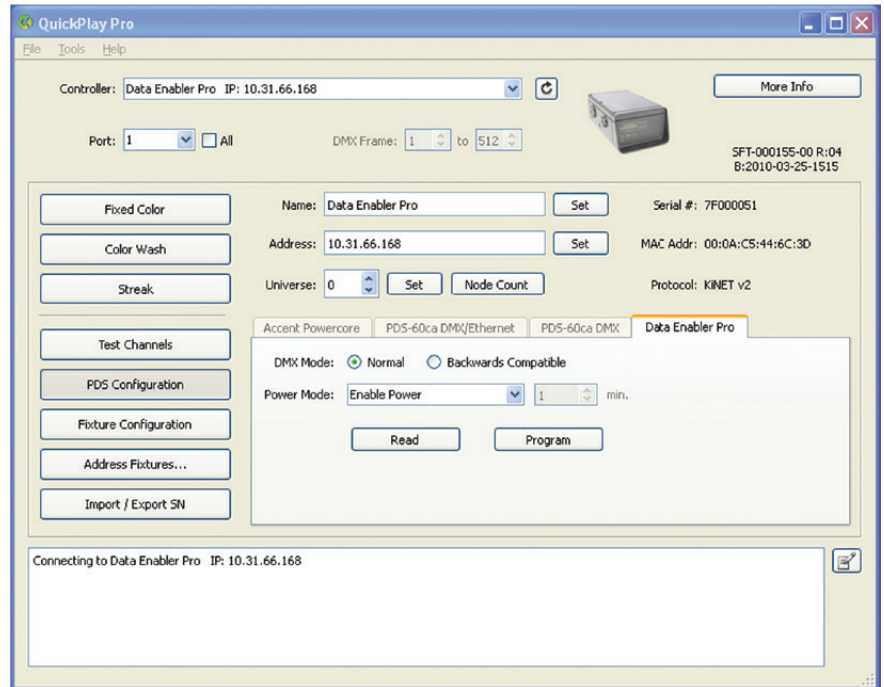 QuickPlay Pro
File Tools Help
Controller: Data Enabler Pro IP: 10.31.66.168
More Info
Port: 1 All DMX Frame: 1 to 512
SFT-000155-00 R:04
B:2010-03-25-1515
Fixed Color
Color Wash
Streak
Test Channels
PDS Configuration
Fixture Configuration
Address Fixtures...
Import / Export SN
Name: Data Enabler Pro Set Serial #: 7F000051
Address: 10.31.66.168 Set MAC Addr: 00:0A:C5:44:6C:3D
Universe: 0 Set Node Count Protocol: KiNET v2
Accent Powercore PDS-60ca DMX/Ethernet PDS-60ca DMX Data Enabler Pro
DMX Mode: Normal Backwards Compatible
Power Mode: Enable Power 1 min.
Read Program
Connecting to Data Enabler Pro IP: 10.31.66.168